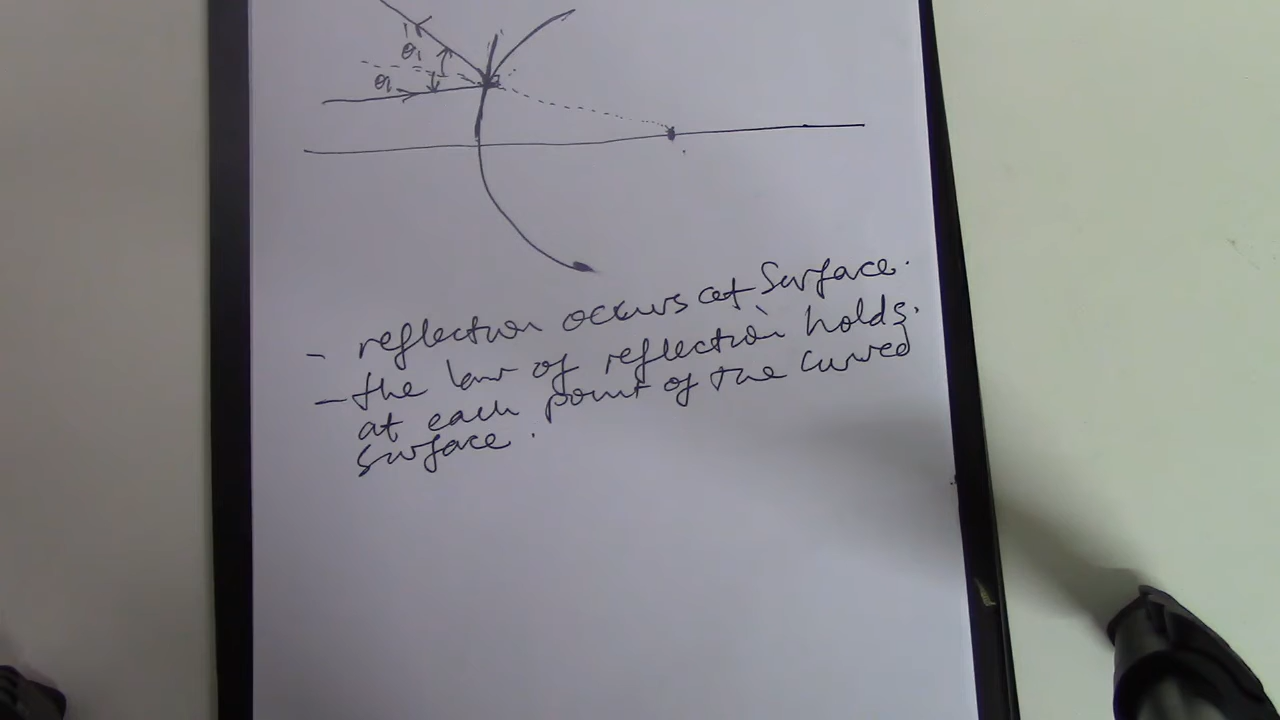 θ₁
θ₁
- reflection occurs at Surface.
- the law of reflection holds.
at each point of the curved
surface.